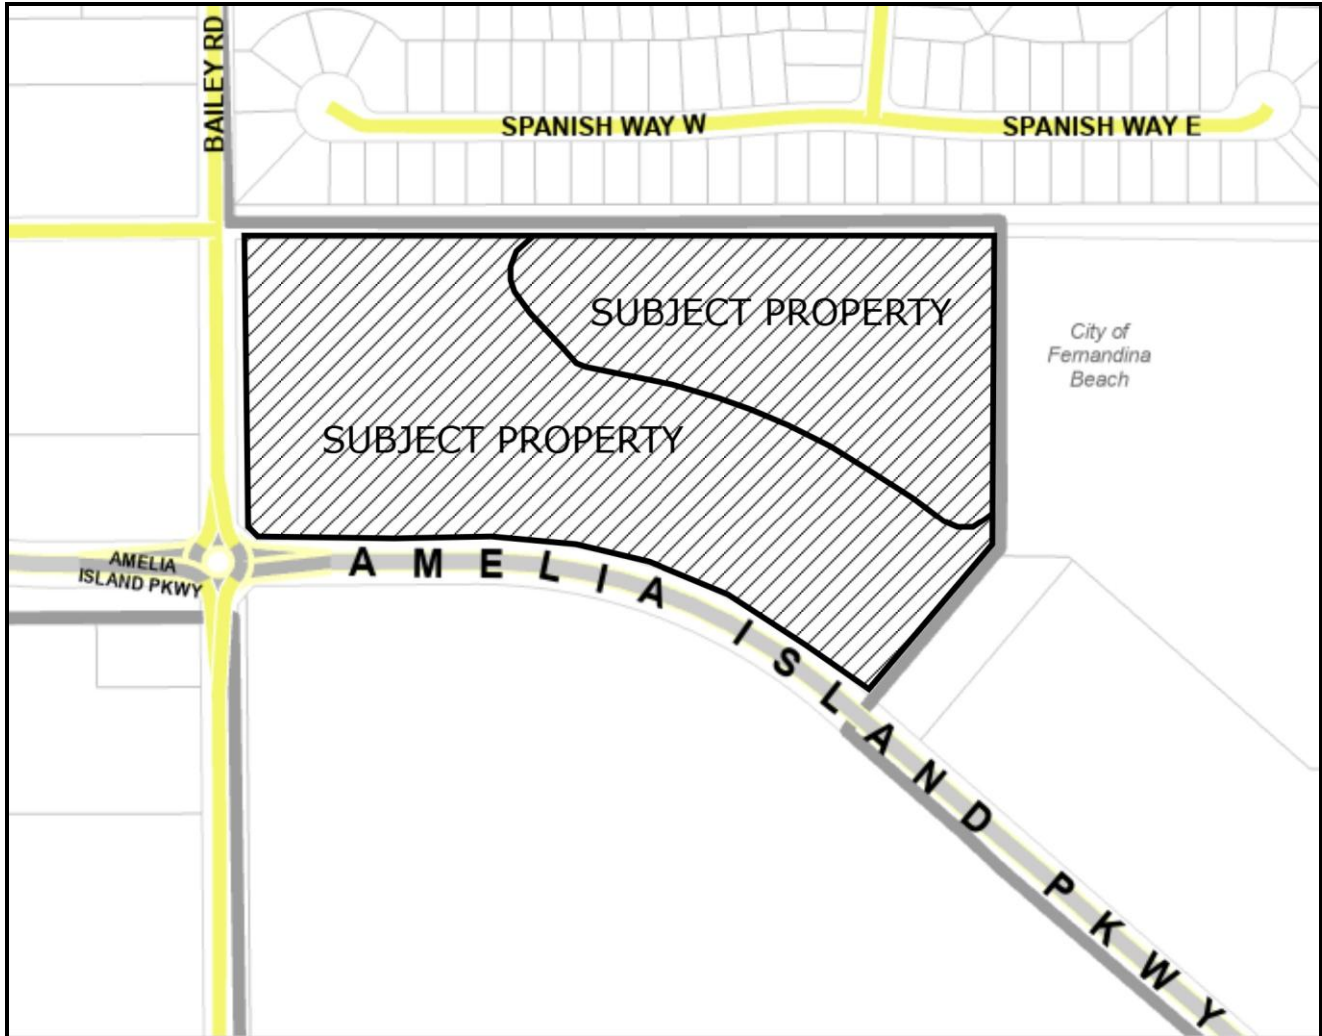 BAILEY RD
SPANISH WAY W
SPANISH WAY E
SUBJECT PROPERTY
City of
Fernandina
Beach
SUBJECT PROPERTY
AMELIA
ISLAND PKWY
AMELIA ISLAND PKWY